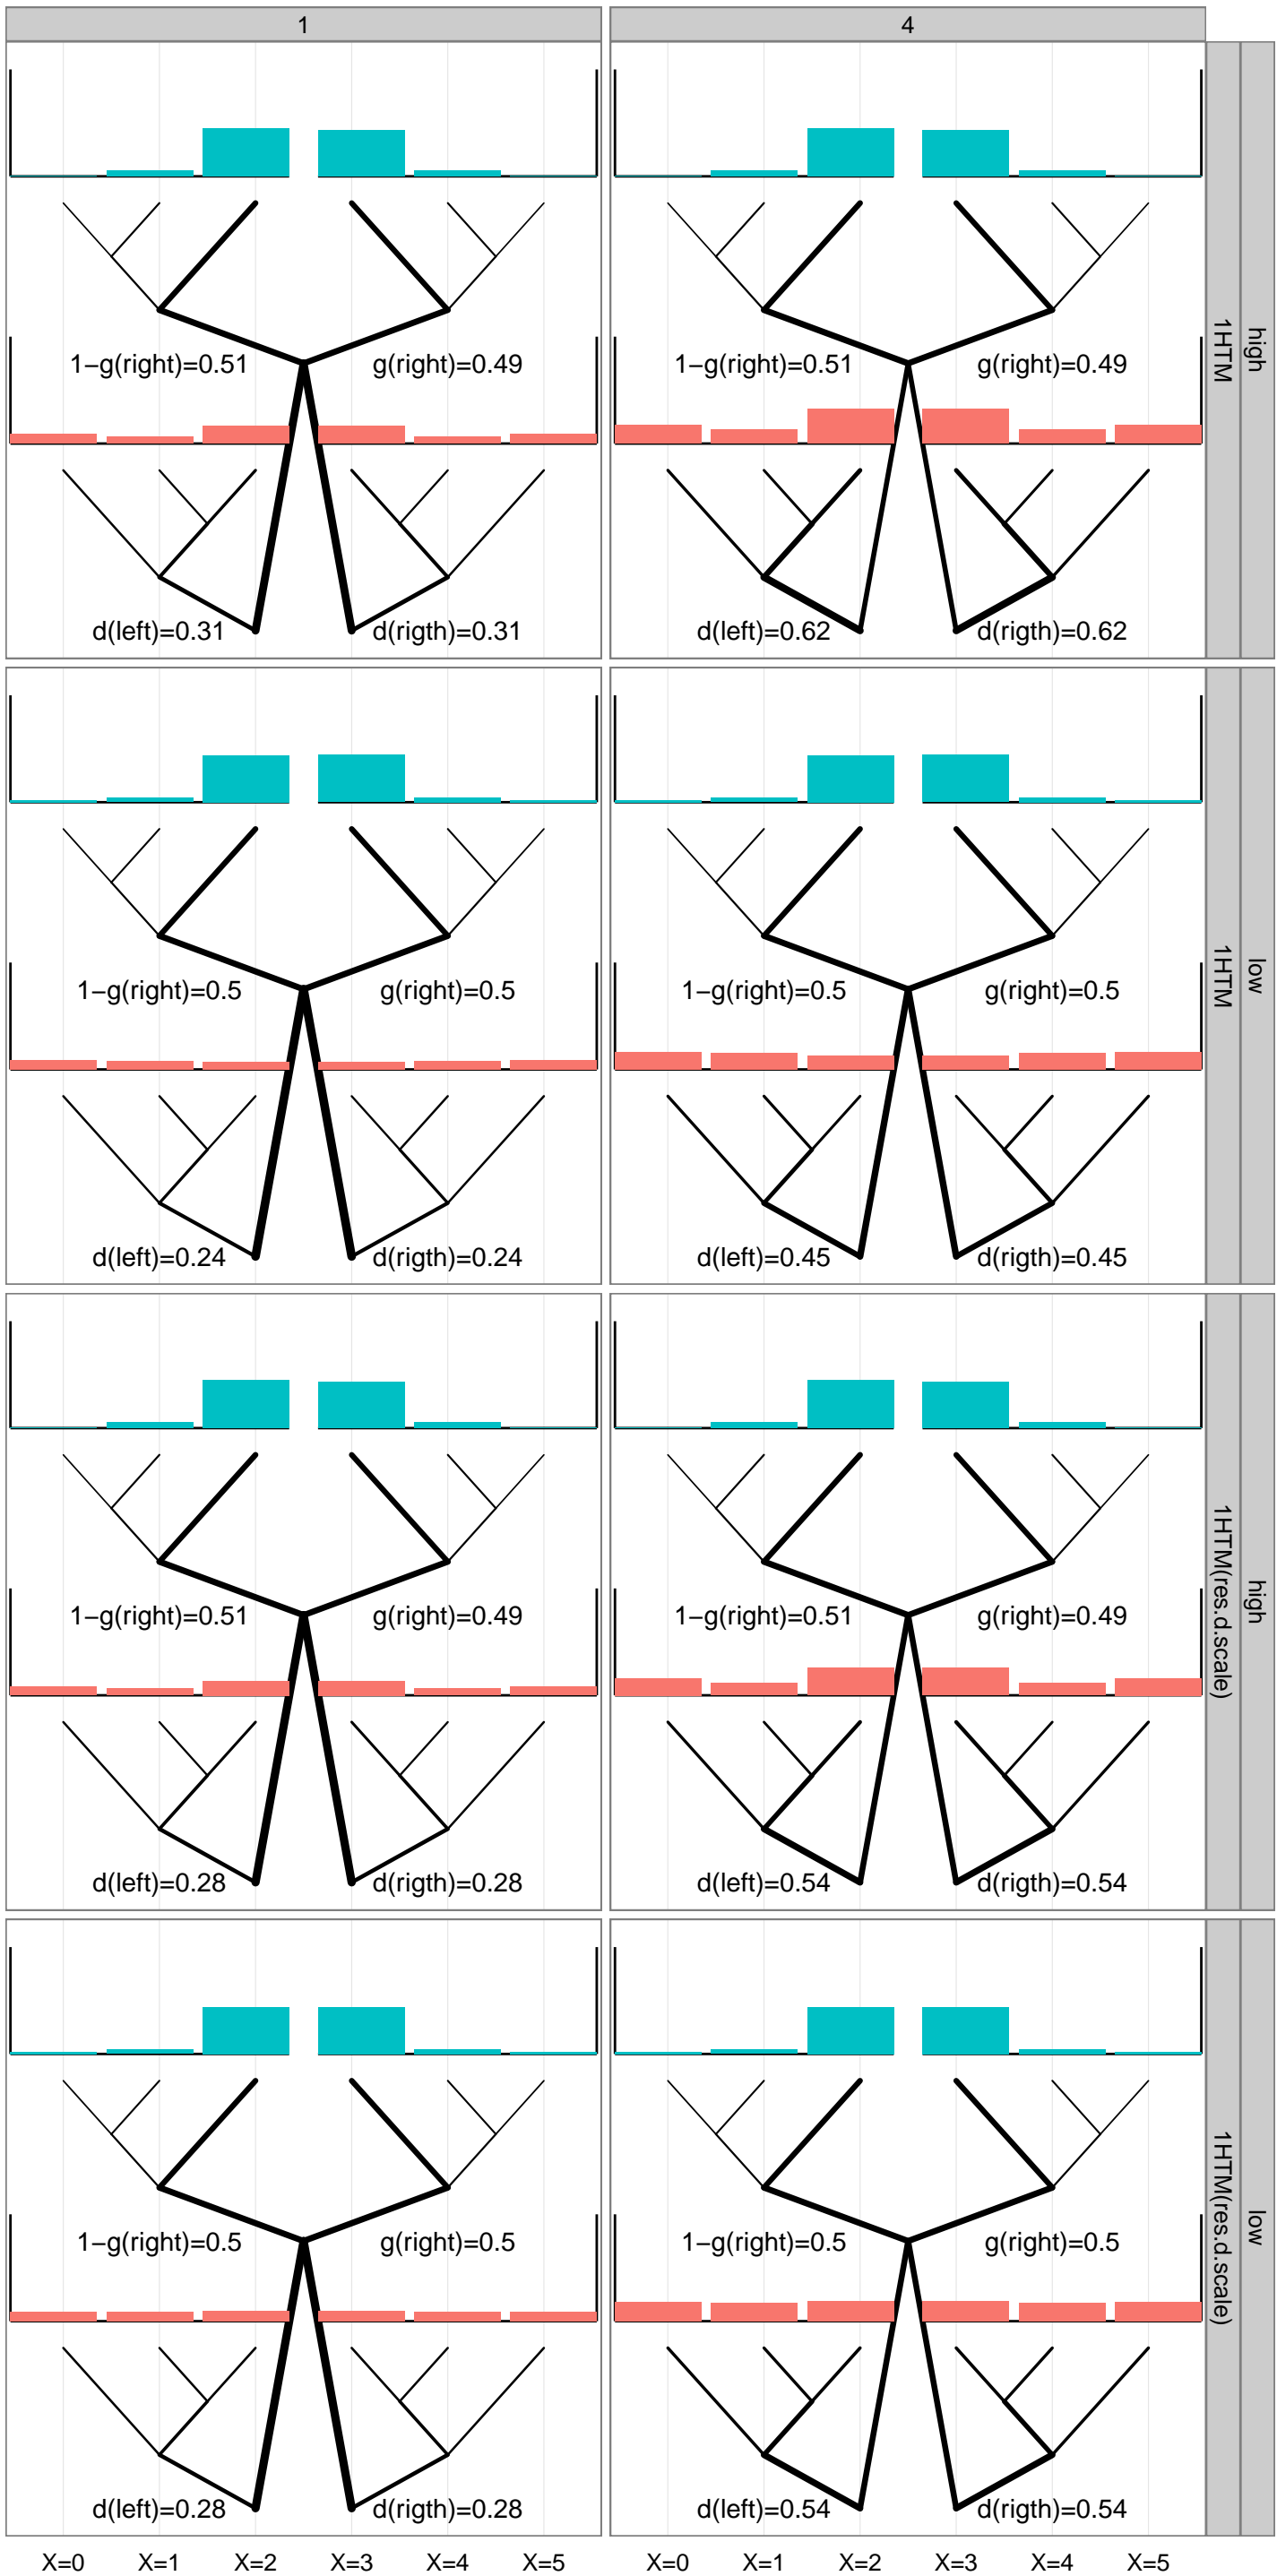 1 4
1−g(right)=0.51 g(right)=0.49 1−g(right)=0.51 g(right)=0.49
d(left)=0.31 d(rigth)=0.31 d(left)=0.62 d(rigth)=0.62
high
1HTM
1−g(right)=0.5 g(right)=0.5 1−g(right)=0.5 g(right)=0.5
d(left)=0.24 d(rigth)=0.24 d(left)=0.45 d(rigth)=0.45
low
1HTM
1−g(right)=0.51 g(right)=0.49 1−g(right)=0.51 g(right)=0.49
d(left)=0.28 d(rigth)=0.28 d(left)=0.54 d(rigth)=0.54
high
1HTM(res.d.scale)
1−g(right)=0.5 g(right)=0.5 1−g(right)=0.5 g(right)=0.5
d(left)=0.28 d(rigth)=0.28 d(left)=0.54 d(rigth)=0.54
low
1HTM(res.d.scale)
X=0 X=1 X=2 X=3 X=4 X=5 X=0 X=1 X=2 X=3 X=4 X=5